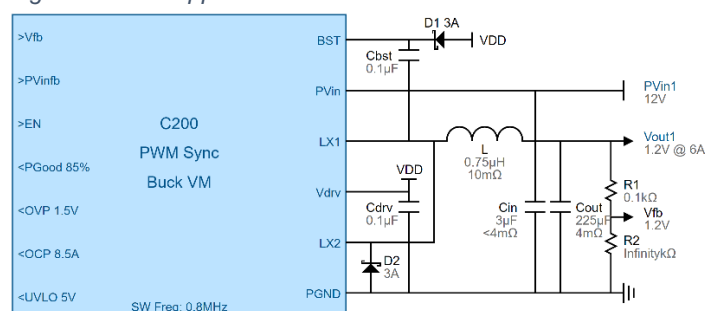 >Vfb
>PVinfb
>EN
<PGood 85%
<OVP 1.5V
<OCP 8.5A
<UVLO 5V
C200
PWM Sync
Buck VM
SW Freq: 0.8MHz
BST
PVin
LX1
Vdrv
LX2
PGND
D1 3A
VDD
Cbst
0.1µF
PVin1
12V
L
0.75µH
10mΩ
Vout1
1.2V @ 6A
VDD
Cdrv
0.1µF
D2
3A
Cin
3µF
<4mΩ
Cout
225µF
4mΩ
R1
0.1kΩ
Vfb
1.2V
R2
InfinitykΩ